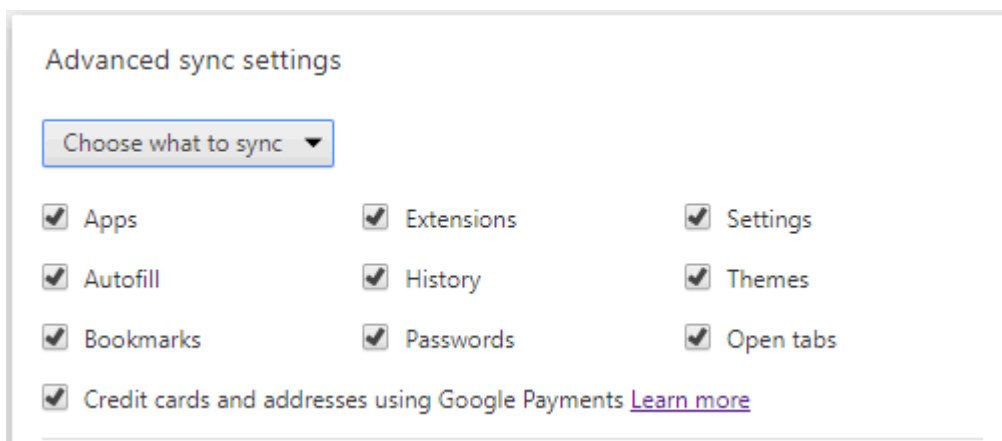 Advanced sync settings
Choose what to sync
Apps Extensions Settings
Autofill History Themes
Bookmarks Passwords Open tabs
Credit cards and addresses using Google Payments Learn more